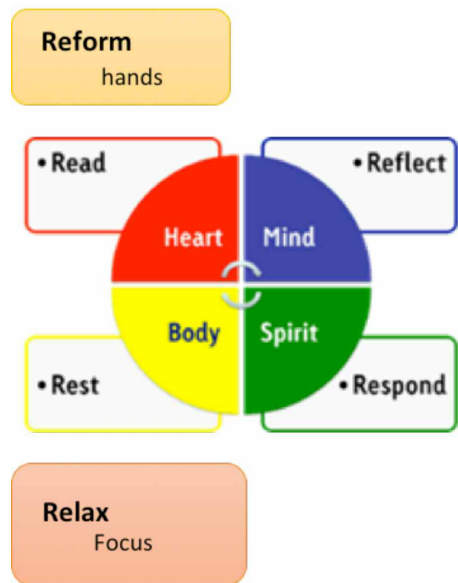 Reform
hands
• Read
• Reflect
Heart
Mind
Body
Spirit
• Rest
• Respond
Relax
Focus